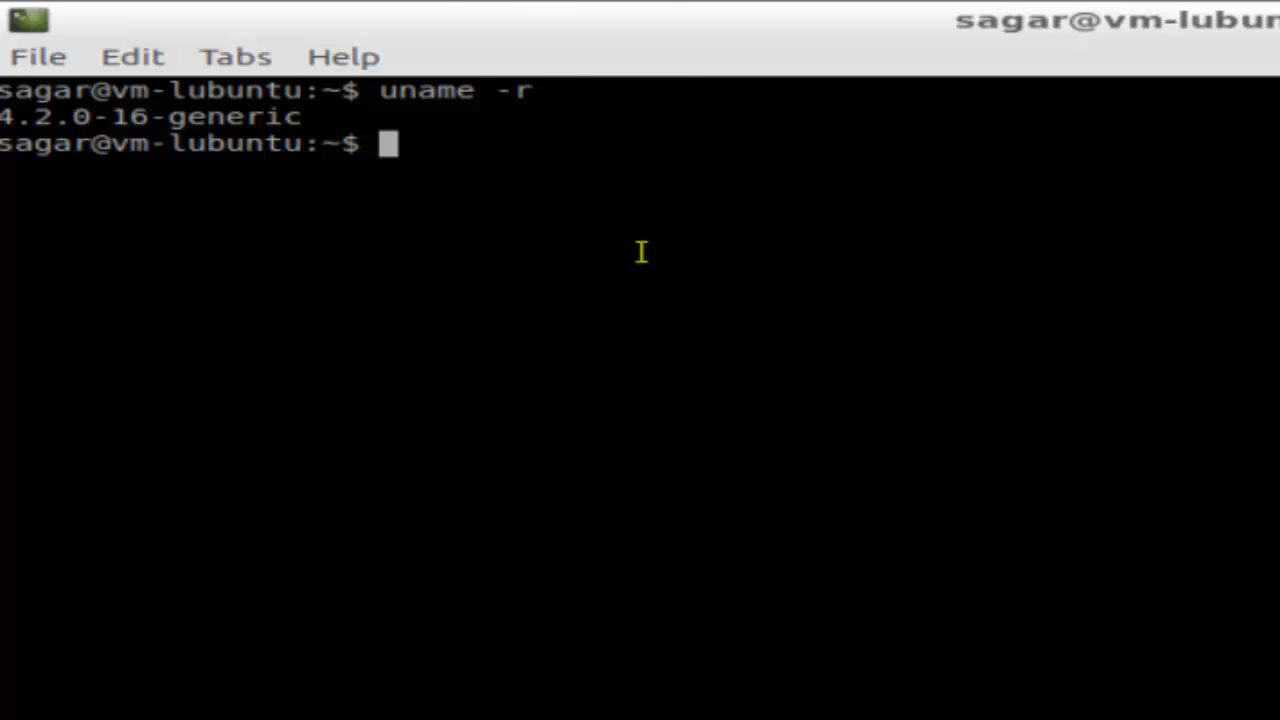 sagar@vm-lubun
File Edit Tabs Help
sagar@vm-lubuntu:~$ uname -r
4.2.0-16-generic
sagar@vm-lubuntu:~$